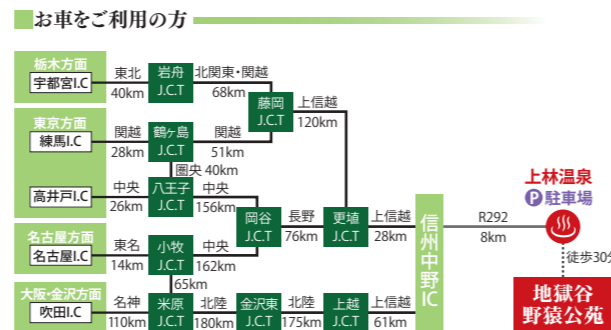 お車をご利用の方
栃木方面
宇都宮I.C
東北
40km
岩舟
J.C.T
北関東・関越
68km
藤岡
J.C.T
上信越
120km
東京方面
練馬I.C
関越
28km
鶴ヶ島
J.C.T
関越
51km
圏央 40km
高井戸I.C
中央
26km
八王子
J.C.T
中央
156km
岡谷
J.C.T
長野
76km
更埴
J.C.T
上信越
28km
名古屋方面
名古屋I.C
東名
14km
小牧
J.C.T
中央
162km
65km
大阪・金沢方面
吹田I.C
名神
110km
米原
J.C.T
北陸
180km
金沢東
J.C.T
北陸
175km
上越
J.C.T
上信越
61km
信州中野IC
R292
8km
上林温泉
P駐車場
徒歩30分
地獄谷
野猿公苑